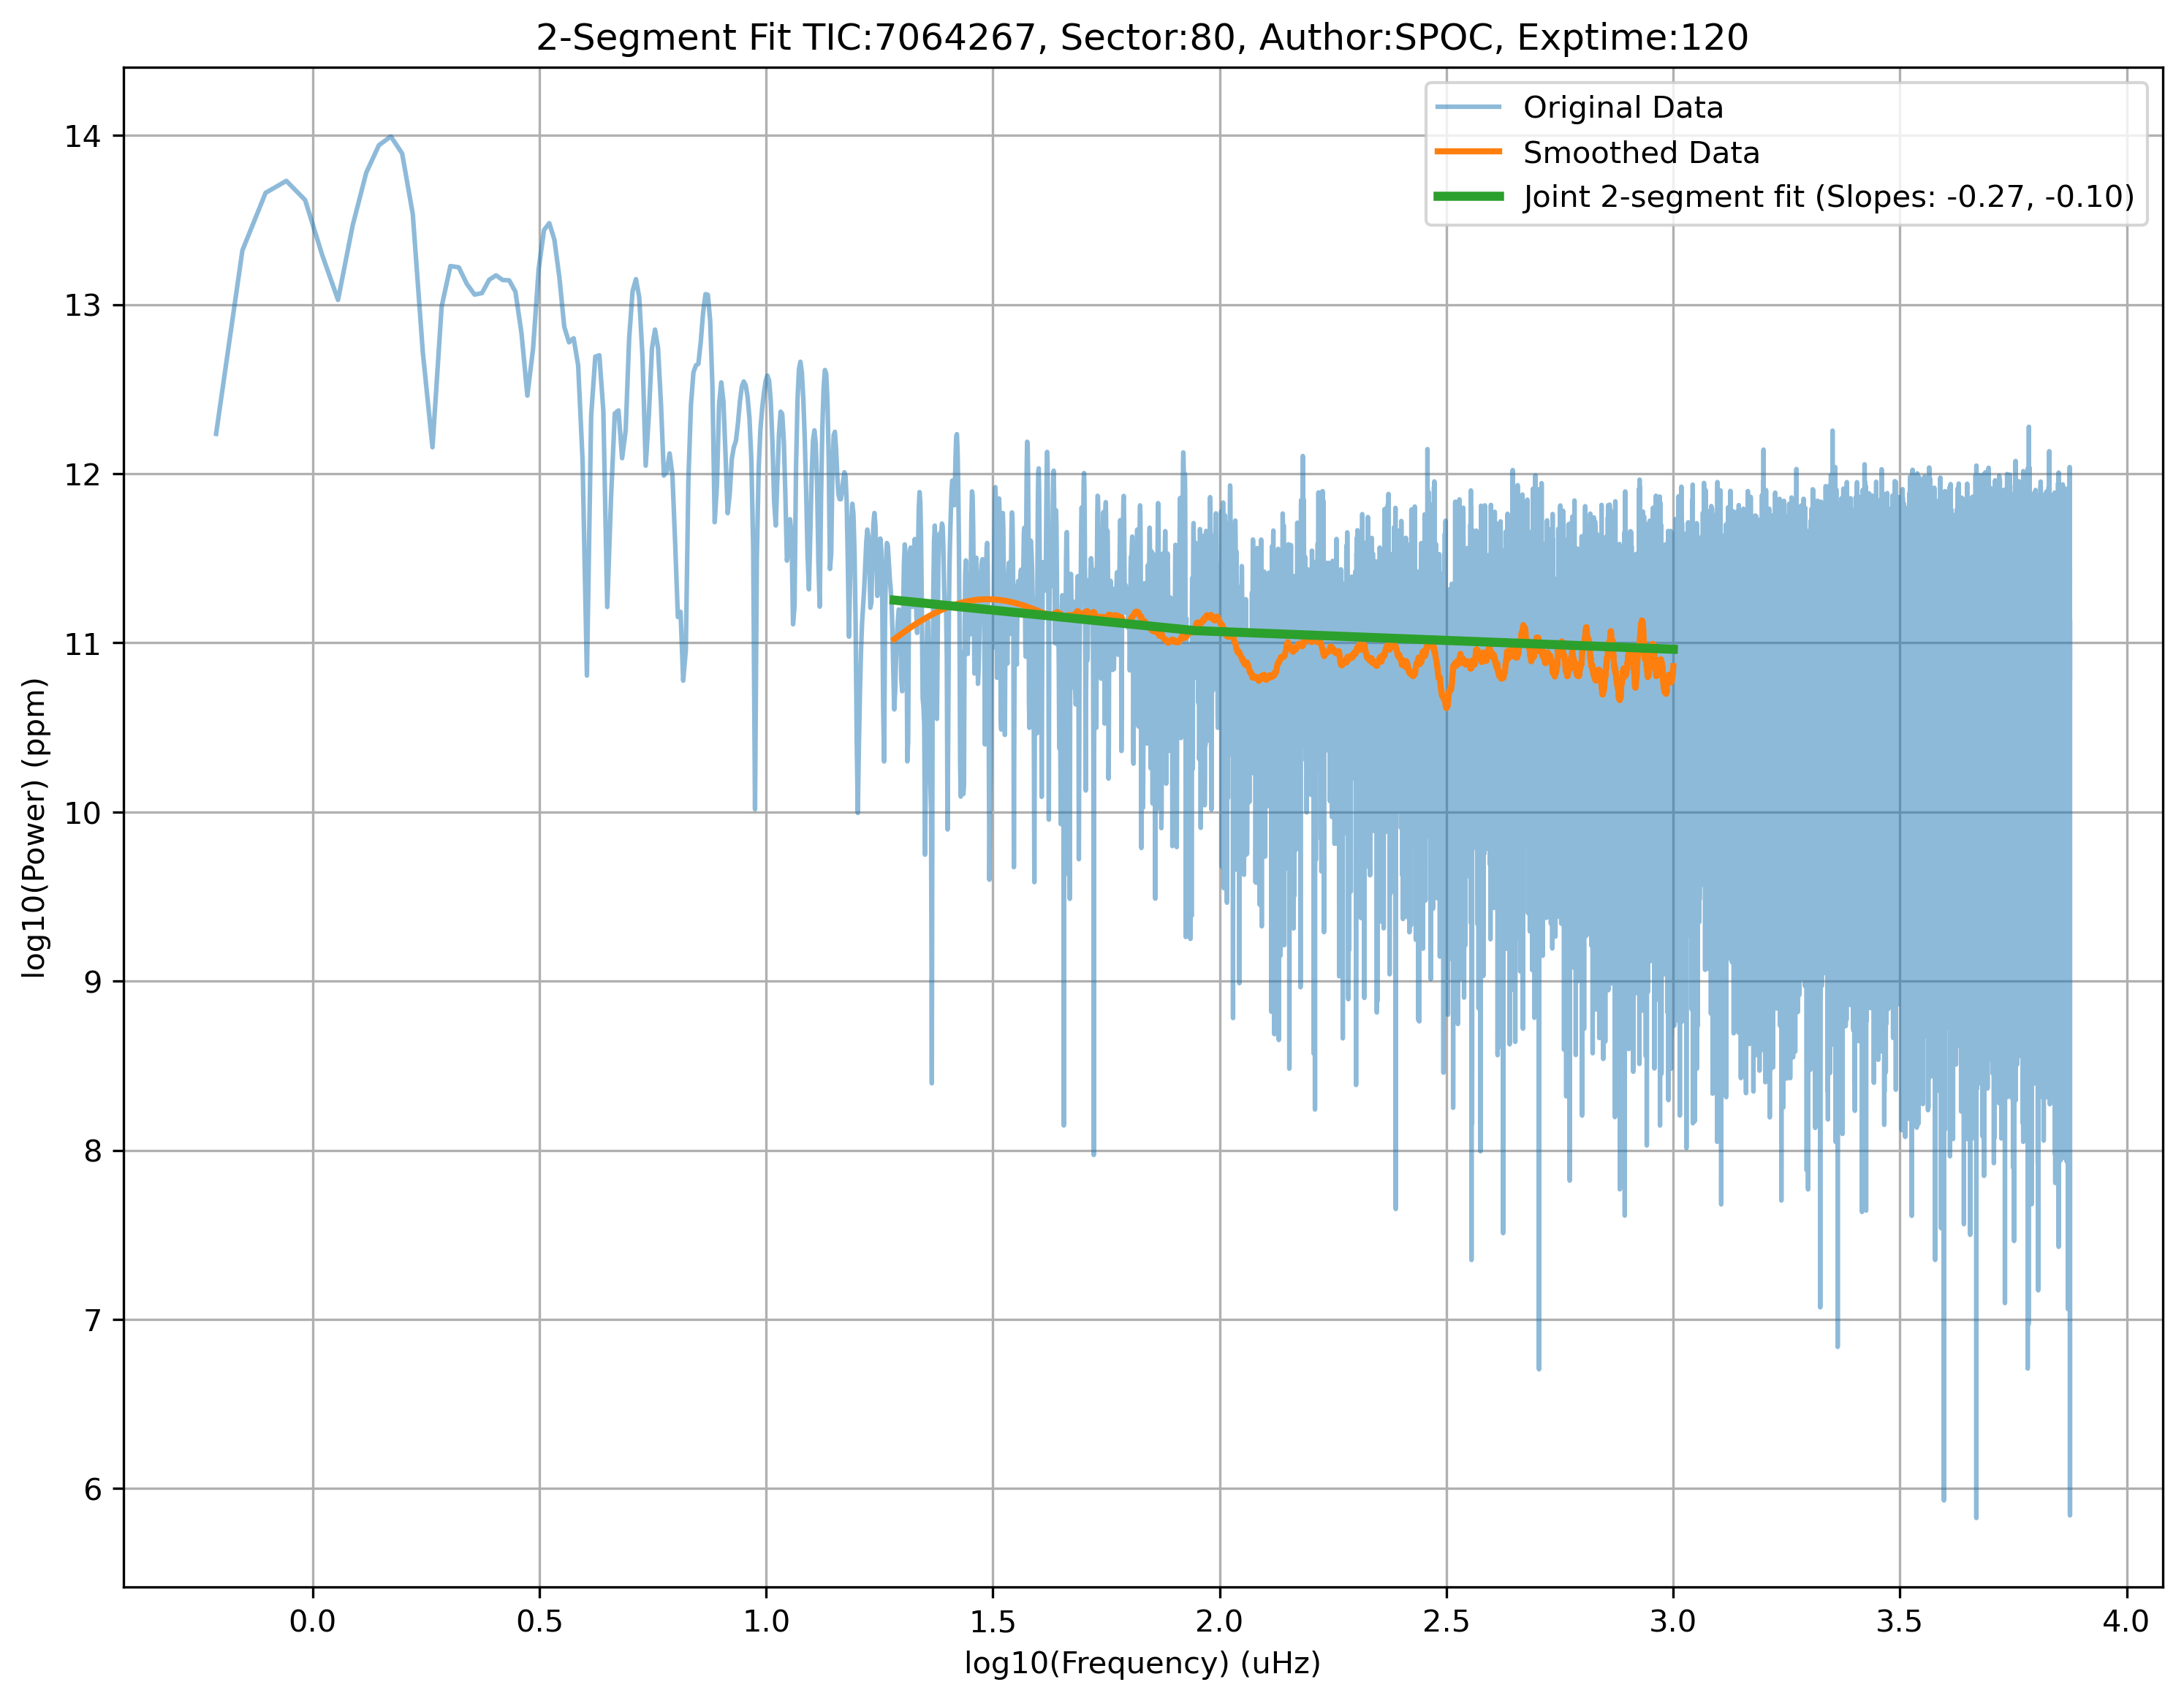 2-Segment Fit TIC:7064267, Sector:80, Author:SPOC, Exptime:120
Original Data
Smoothed Data
Joint 2-segment fit (Slopes: -0.27, -0.10)
log10(Power) (ppm)
14
13
12
11
10
9
8
7
6
0.0 0.5 1.0 1.5 2.0 2.5 3.0 3.5 4.0
log10(Frequency) (uHz)